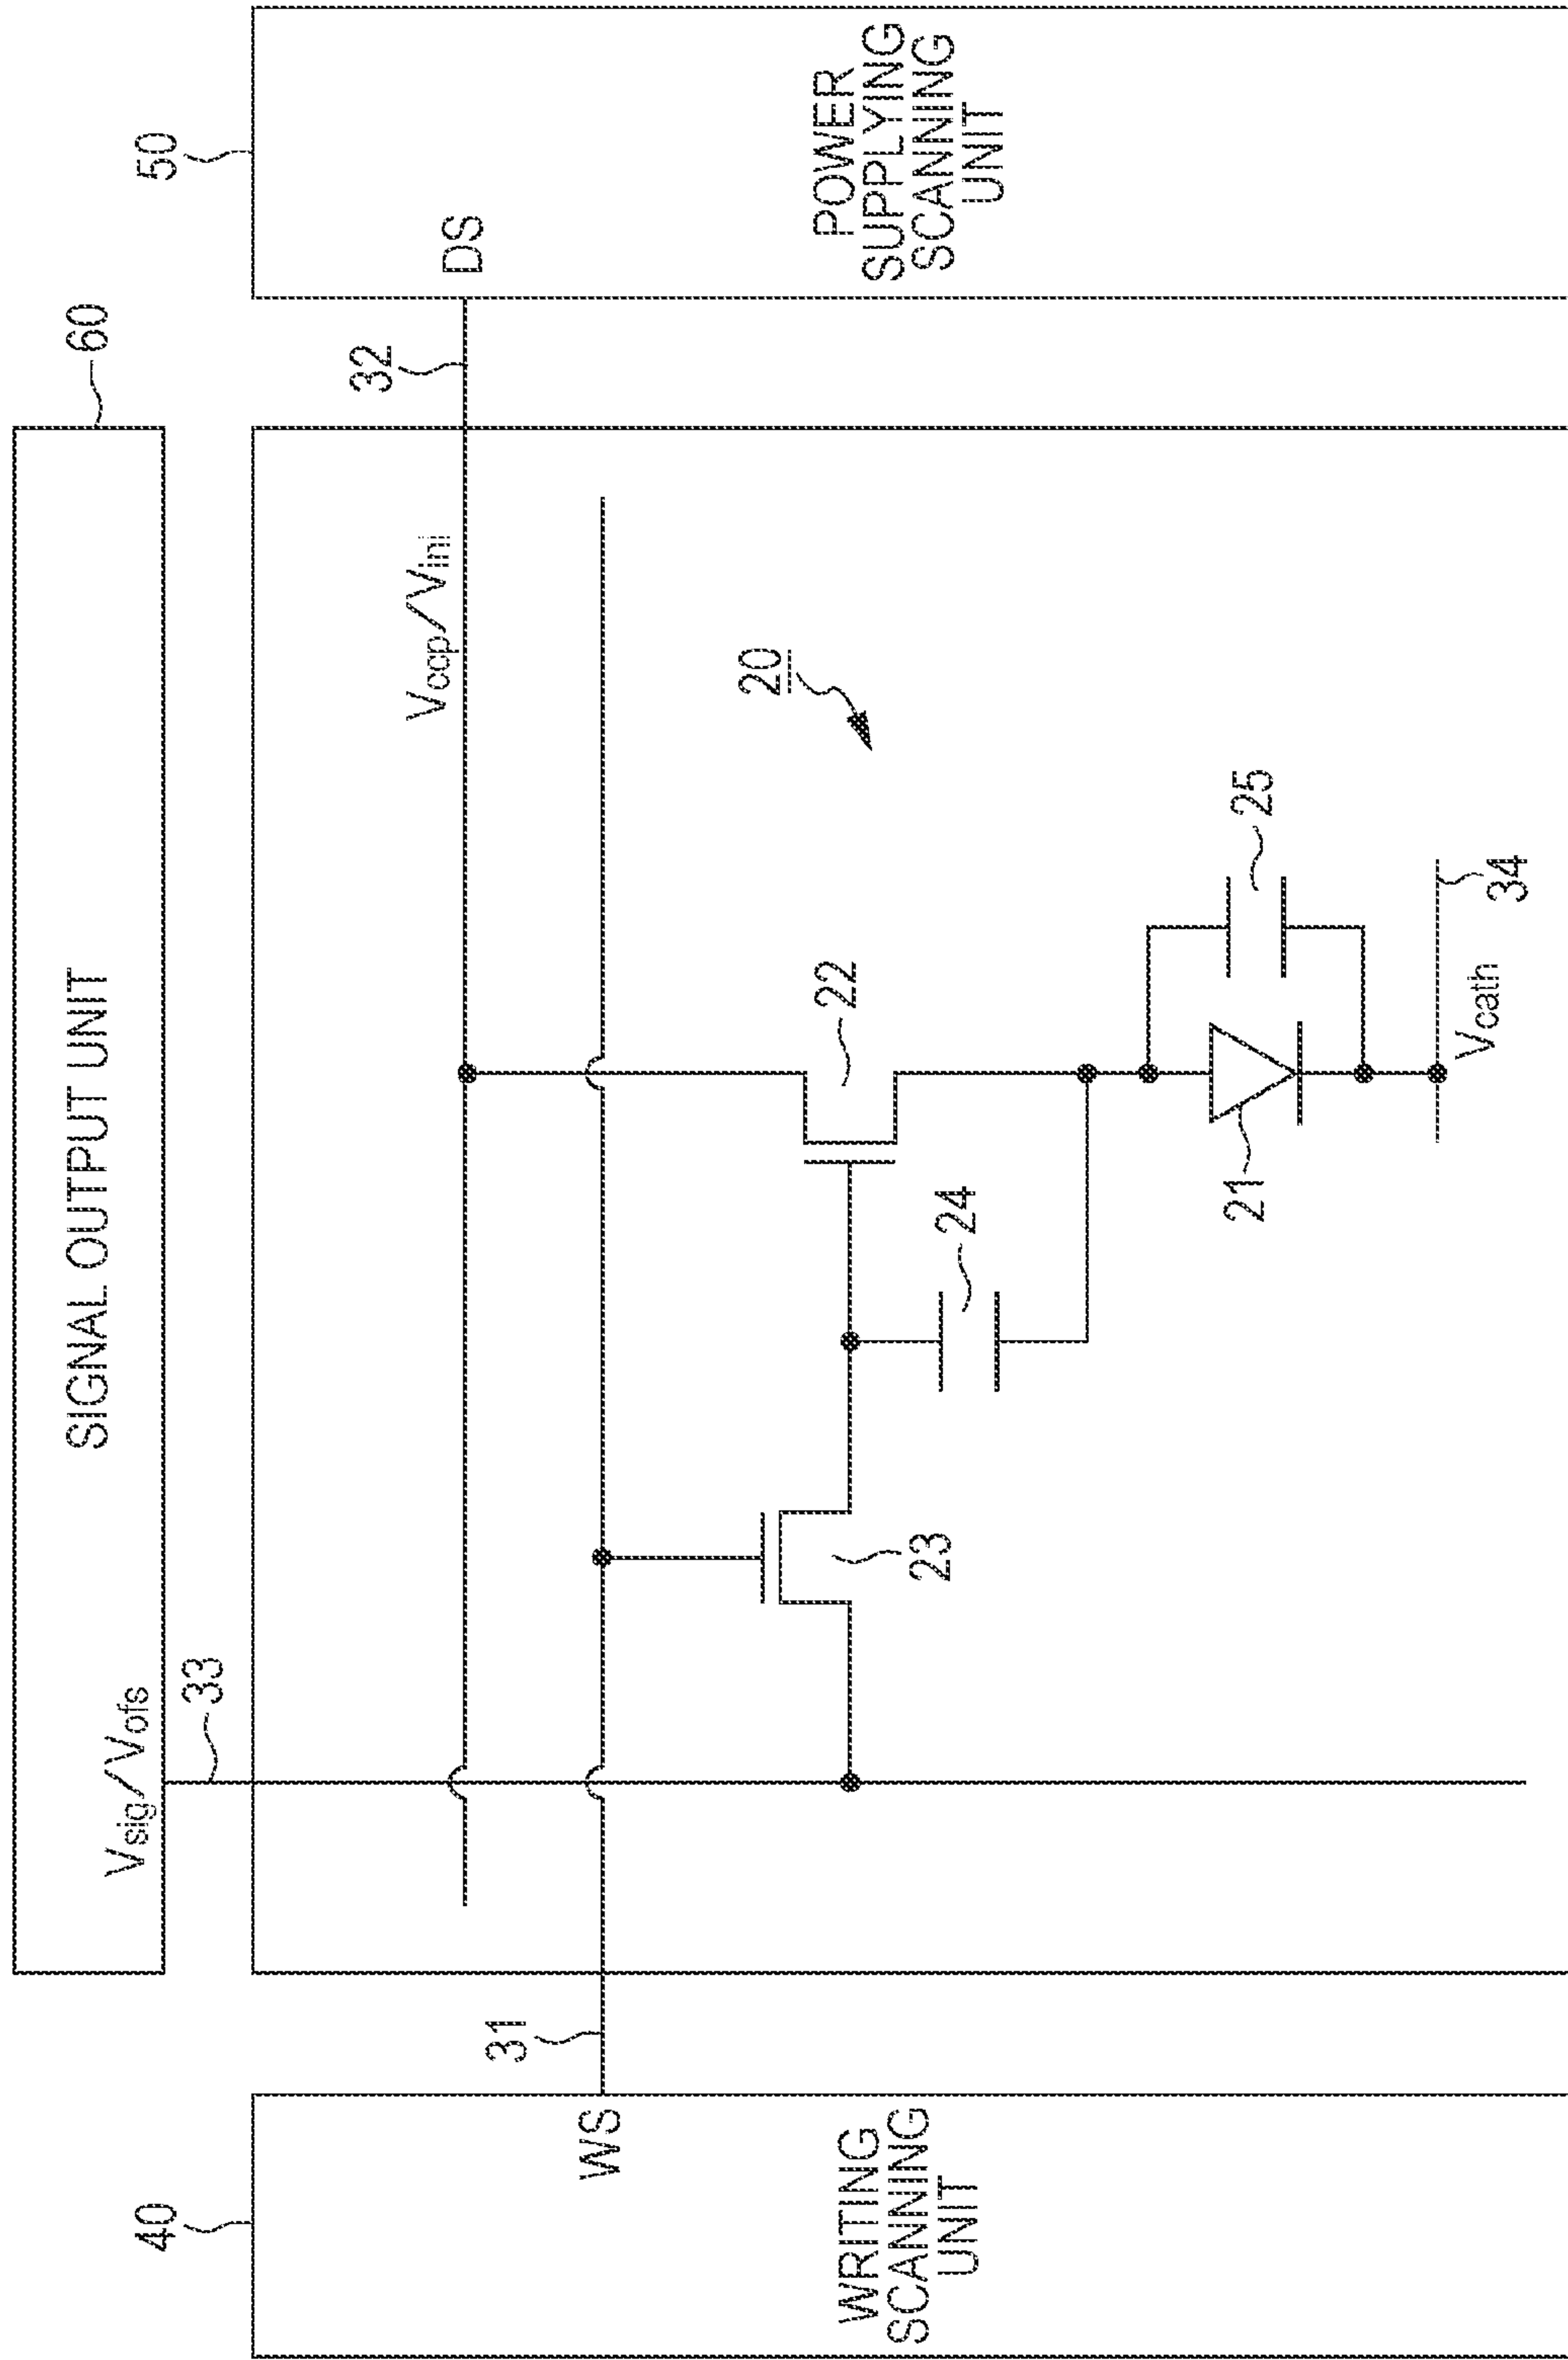 60
SIGNAL OUTPUT UNIT
Vsig/Vofs
33
40
50
32
DS
Vccp/Vini
31
WS
20
WRITING
SCANNING
UNIT
POWER
SUPPLYING
SCANNING
UNIT
22
23
24
25
21
Vcath
34